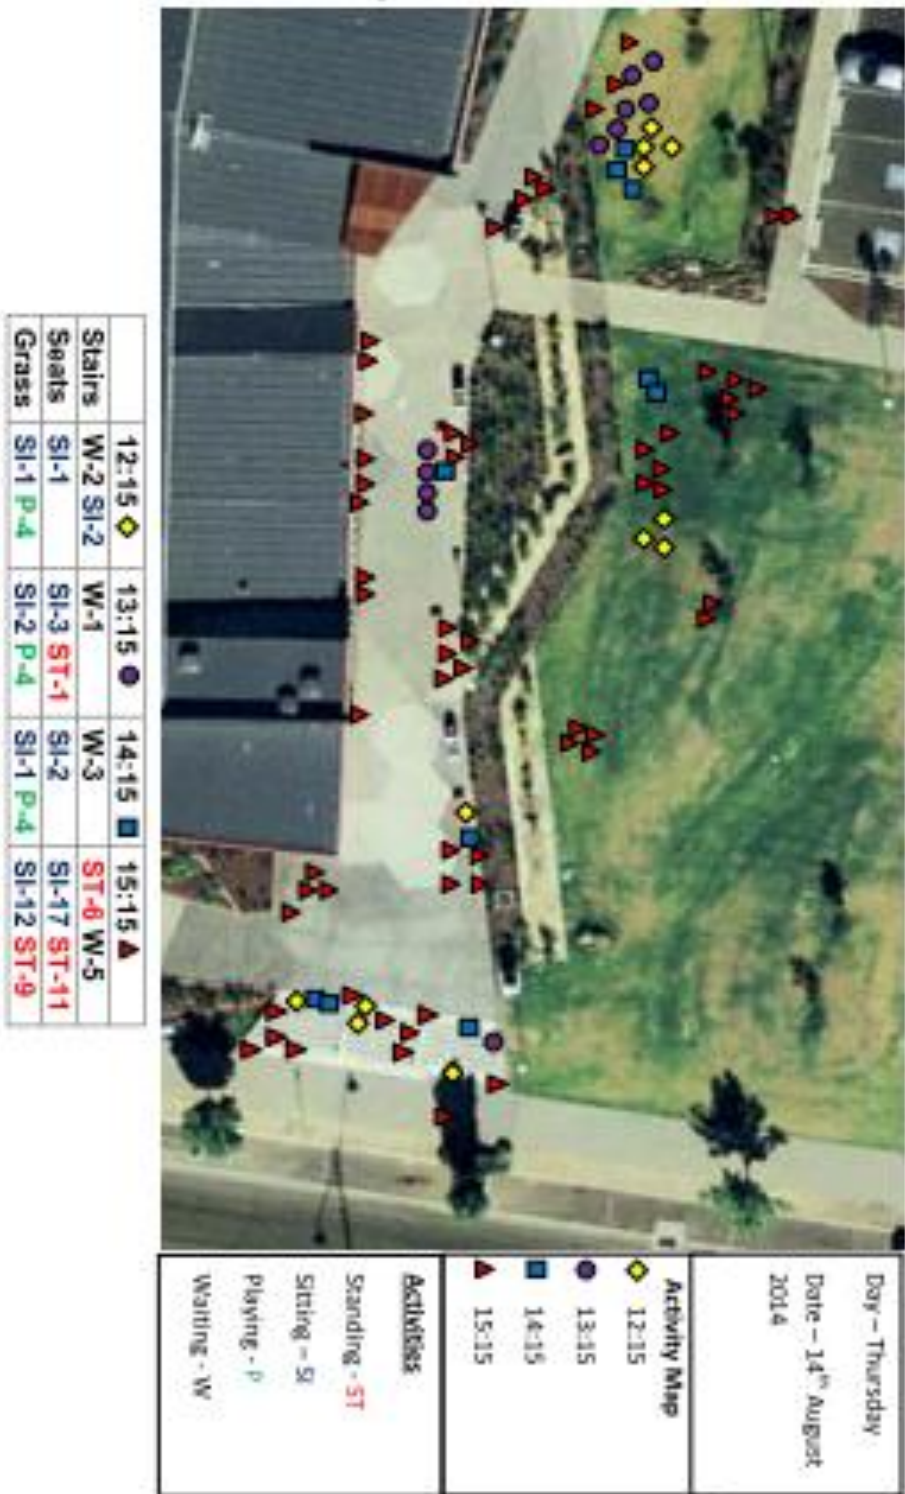 Day – Thursday
Date – 14th August
2014
Activity Map
12:15
13:15
14:15
15:15
Activities
Standing - ST
Sitting – SI
Playing - P
Waiting - W
12:15 13:15 14:15 15:15
Stairs W-2 SI-2 W-1 W-3 ST-6 W-5
Seats SI-1 SI-3 ST-1 SI-2 SI-17 ST-11
Grass SI-1 P-4 SI-2 P-4 SI-1 P-4 SI-12 ST-9